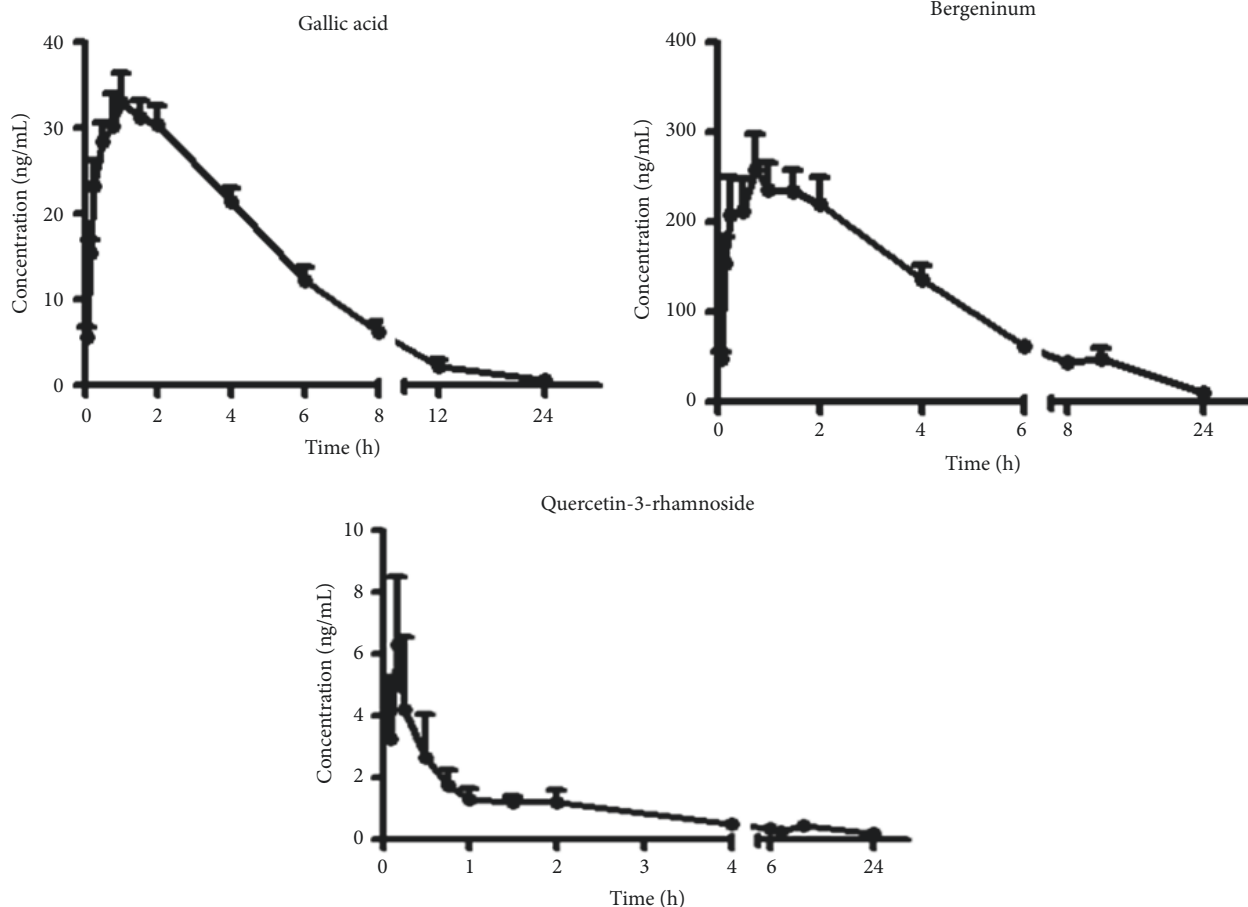 Gallic acid
Concentration (ng/mL)
40
30
20
10
0
0 2 4 6 8 12 24
Time (h)
Bergeninum
Concentration (ng/mL)
400
300
200
100
0
0 2 4 6 8 24
Time (h)
Quercetin-3-rhamnoside
Concentration (ng/mL)
10
8
6
4
2
0
0 1 2 3 4 6 24
Time (h)